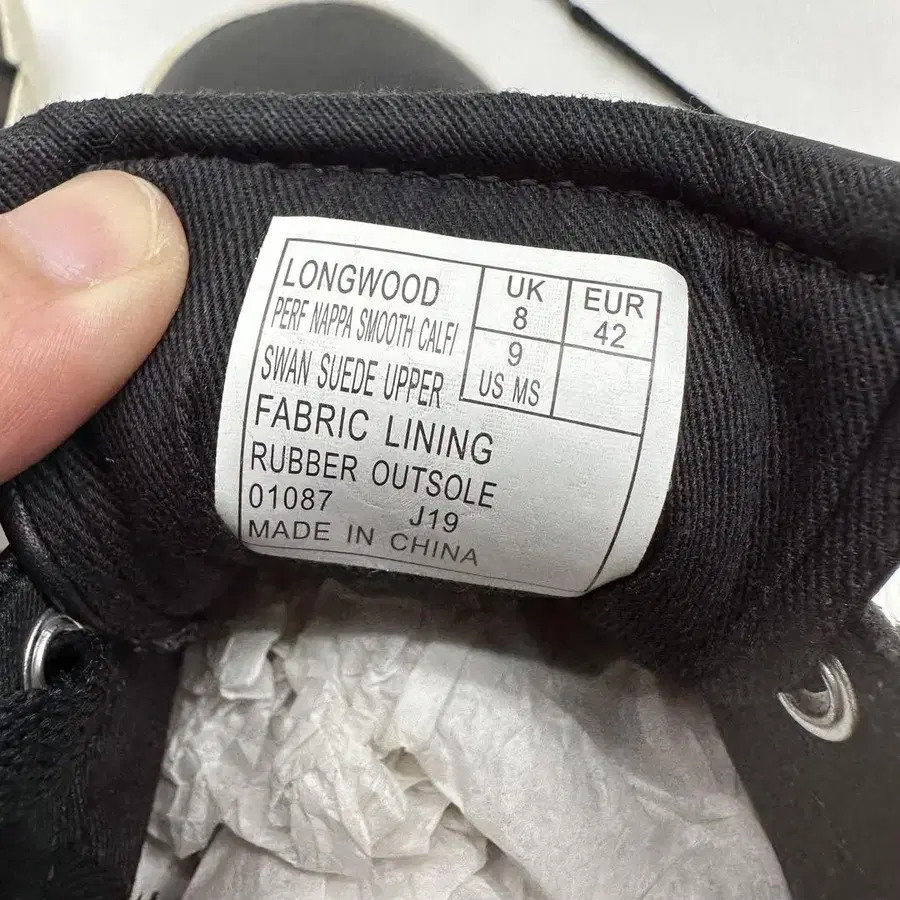 LONGWOOD
PERF NAPPA SMOOTH CALFI
SWAN SUEDE UPPER
UK
8
EUR
42
9
US MS
FABRIC LINING
RUBBER OUTSOLE
01087 J19
MADE IN CHINA